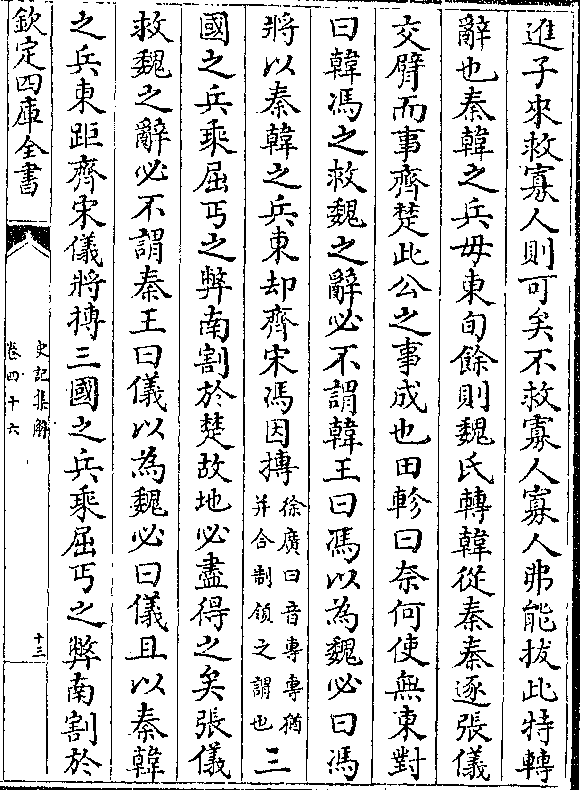 進子來救寡人則可矣不救寡人寡人弗能拔此特轉
辭也秦韓之兵毋東旬餘則魏氏轉韓從秦秦逐張儀
交臂而事齊楚此公之事成也田軫曰奈何使無東對
曰韓馮之救魏之辭必不謂韓王曰馮以為魏必曰馮
將以秦韓之兵東却齊宋馮因摶徐廣曰音專專猶并合制領之謂也三
國之兵乘屈丐之弊南割於楚故地必盡得之矣張儀
救魏之辭必不謂秦王曰儀以為魏必曰儀且以秦韓
之兵東距齊宋儀將摶三國之兵乘屈丐之弊南割於
欽定四庫全書
史記集解
卷四十六
十三